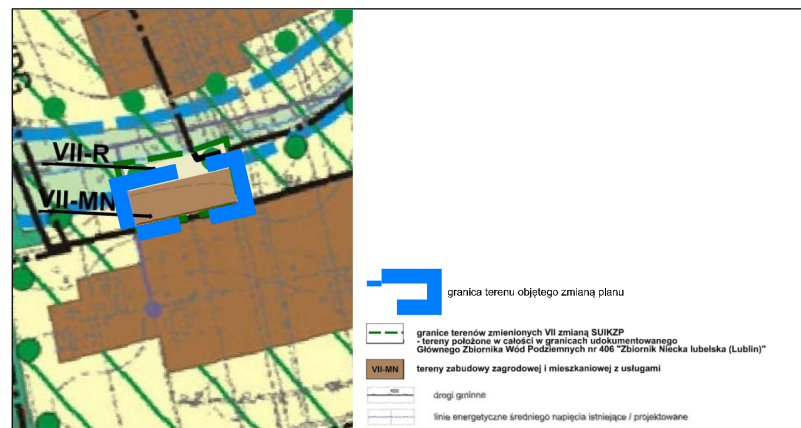 VII-R
VII-MN
granica terenu objętego zmianą planu
granice terenów zmienionych VII zmianą SUIKZP
- tereny położone w całości w granicach udokumentowanego
Głównego Zbiornika Wód Podziemnych nr 406 "Zbiornik Niecka lubelska (Lublin)"
VII-MN
tereny zabudowy zagrodowej i mieszkaniowej z usługami
drogi gminne
linie energetyczne średniego napięcia istniejące / projektowane